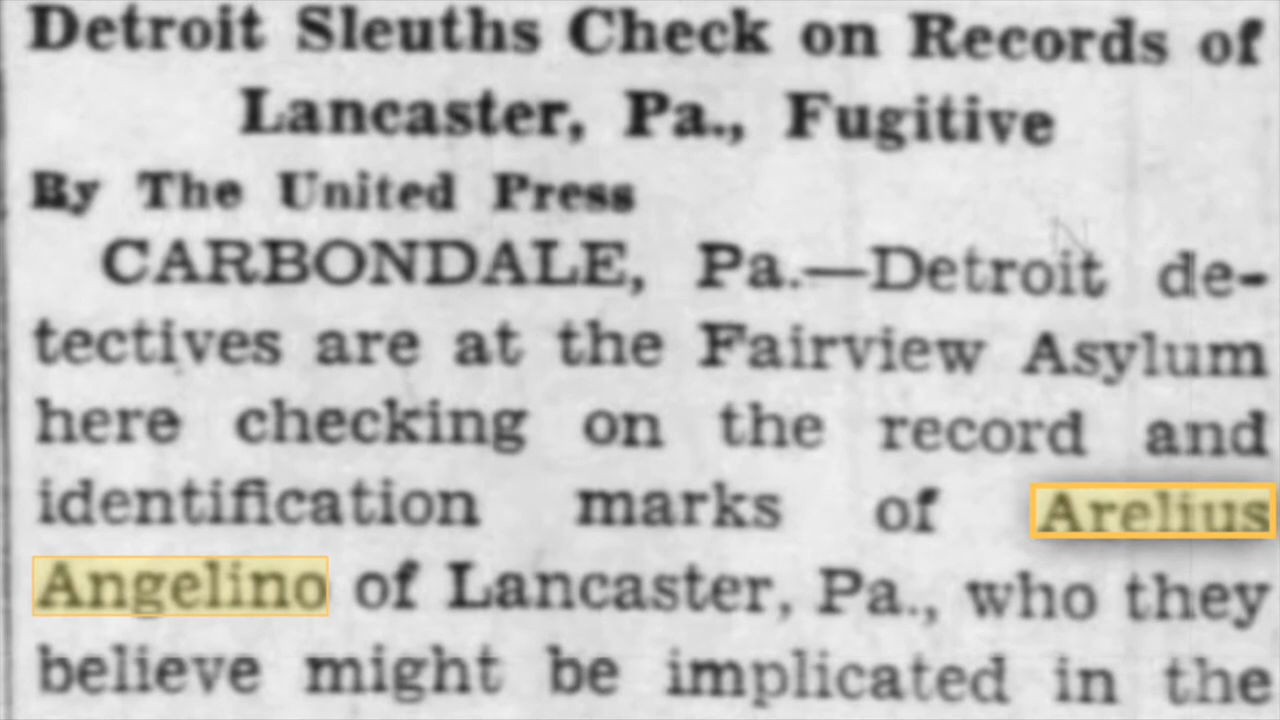 Detroit Sleuths Check on Records of
Lancaster, Pa., Fugitive
By The United Press
CARBONDALE, Pa.—Detroit de-
tectives are at the Fairview Asylum
here checking on the record and
identification marks of Arelius
Angelino of Lancaster, Pa., who they
believe might be implicated in the